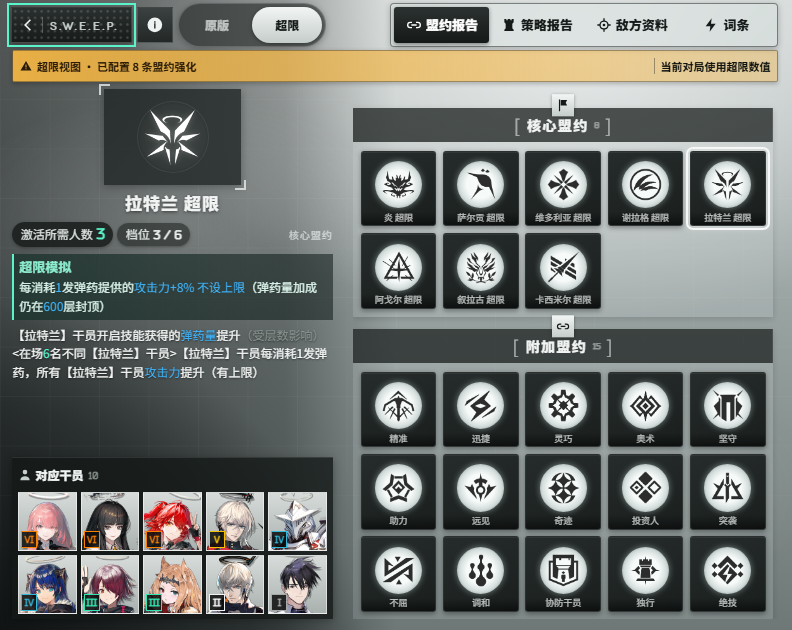 S.W.E.E.P.
原版
超限
盟约报告
策略报告
敌方资料
词条
超限视图 · 已配置 8 条盟约强化
当前对局使用超限数值
拉特兰 超限
激活所需人数 3
档位 3/6
核心盟约
超限模拟
每消耗1发弹药提供的攻击力+8% 不设上限（弹药量加成
仍在600层封顶）
【拉特兰】干员开启技能获得的弹药量提升（受层数影响）
<在场6名不同【拉特兰】干员>【拉特兰】干员每消耗1发弹
药，所有【拉特兰】干员攻击力提升（有上限）
对应干员 10
VI
VI
VI
V
IV
IV
III
III
II
I
[ 核心盟约 8 ]
炎 超限
萨尔贡 超限
维多利亚 超限
谢拉格 超限
拉特兰 超限
阿戈尔 超限
叙拉古 超限
卡西米尔 超限
[ 附加盟约 15 ]
精准
迅捷
灵巧
奥术
坚守
助力
远见
奇迹
投资人
突袭
不屈
调和
协防干员
独行
绝技